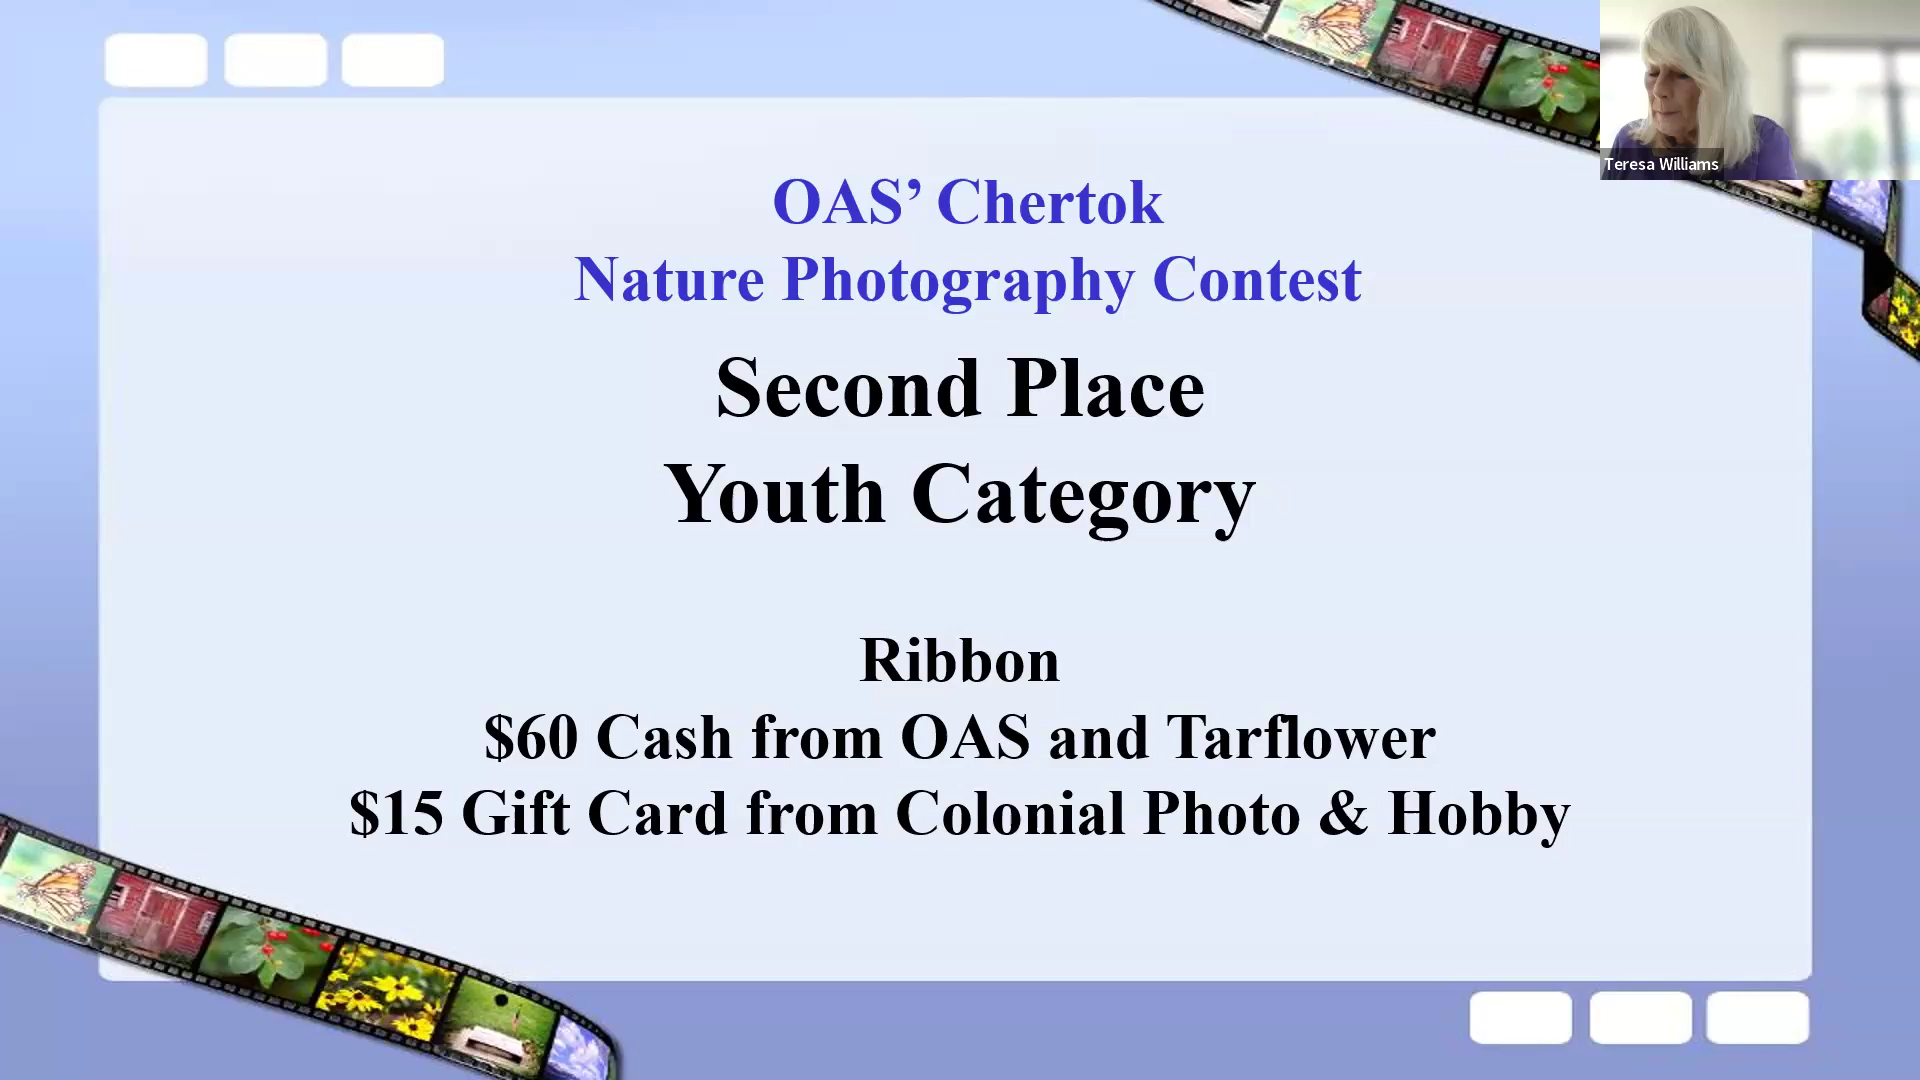 OAS’ Chertok
Nature Photography Contest
Second Place
Youth Category
Ribbon
$60 Cash from OAS and Tarflower
$15 Gift Card from Colonial Photo & Hobby
Teresa Williams